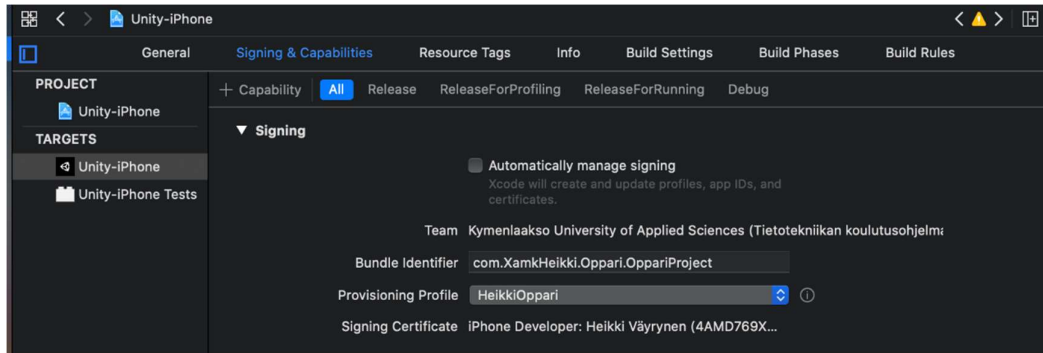 Unity-iPhone
General Signing & Capabilities Resource Tags Info Build Settings Build Phases Build Rules
PROJECT
Unity-iPhone
TARGETS
Unity-iPhone
Unity-iPhone Tests
+ Capability All Release ReleaseForProfiling ReleaseForRunning Debug
Signing
Automatically manage signing
Xcode will create and update profiles, app IDs, and
certificates.
Team Kymenlaakso University of Applied Sciences (Tietotekniikan koulutusohjelma
Bundle Identifier com.XamkHeikki.Oppari.OppariProject
Provisioning Profile HeikkiOppari
Signing Certificate iPhone Developer: Heikki Väyrynen (4AMD769X...